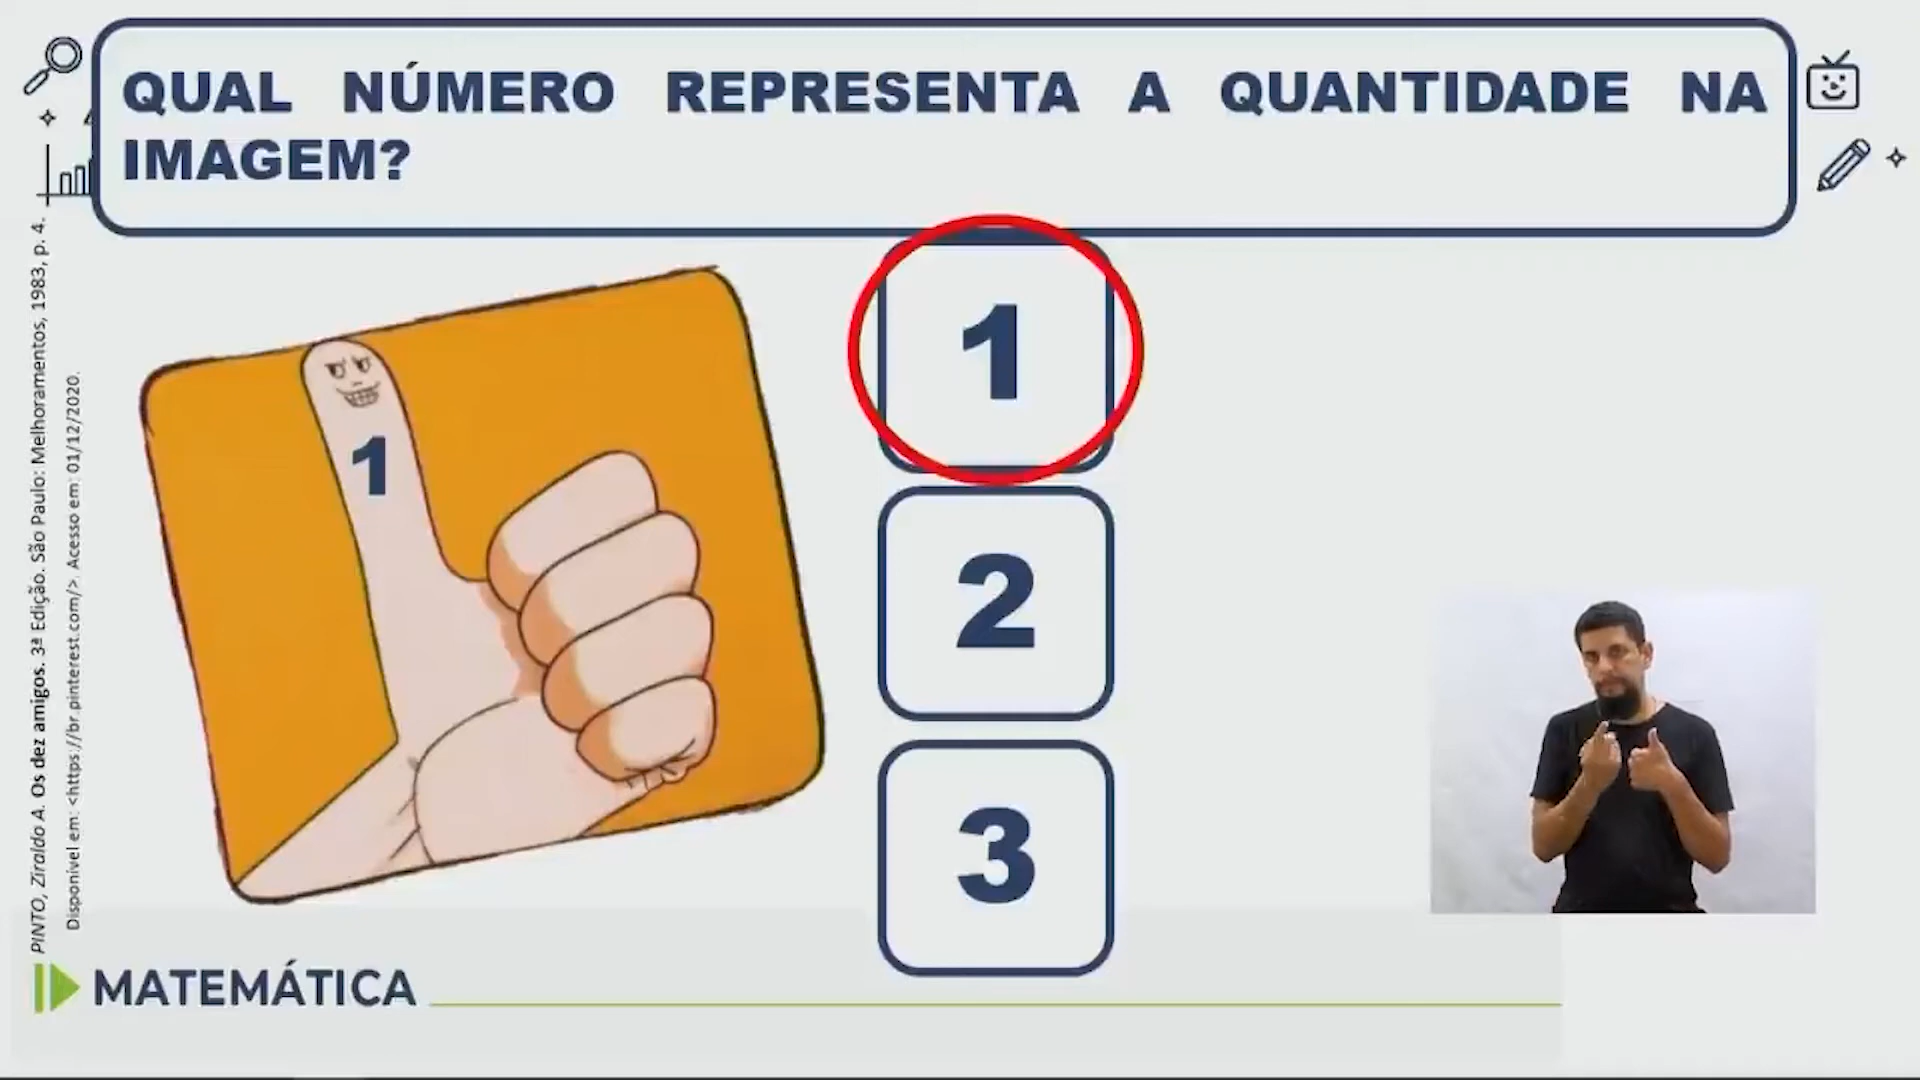 QUAL NÚMERO REPRESENTA A QUANTIDADE NA
IMAGEM?
PINTO, Ziraldo A. Os dez amigos. 3ª Edição. São Paulo: Melhoramentos, 1983, p. 4.
Disponível em: <https://br.pinterest.com/>. Acesso em: 01/12/2020.
1
1
2
3
MATEMÁTICA